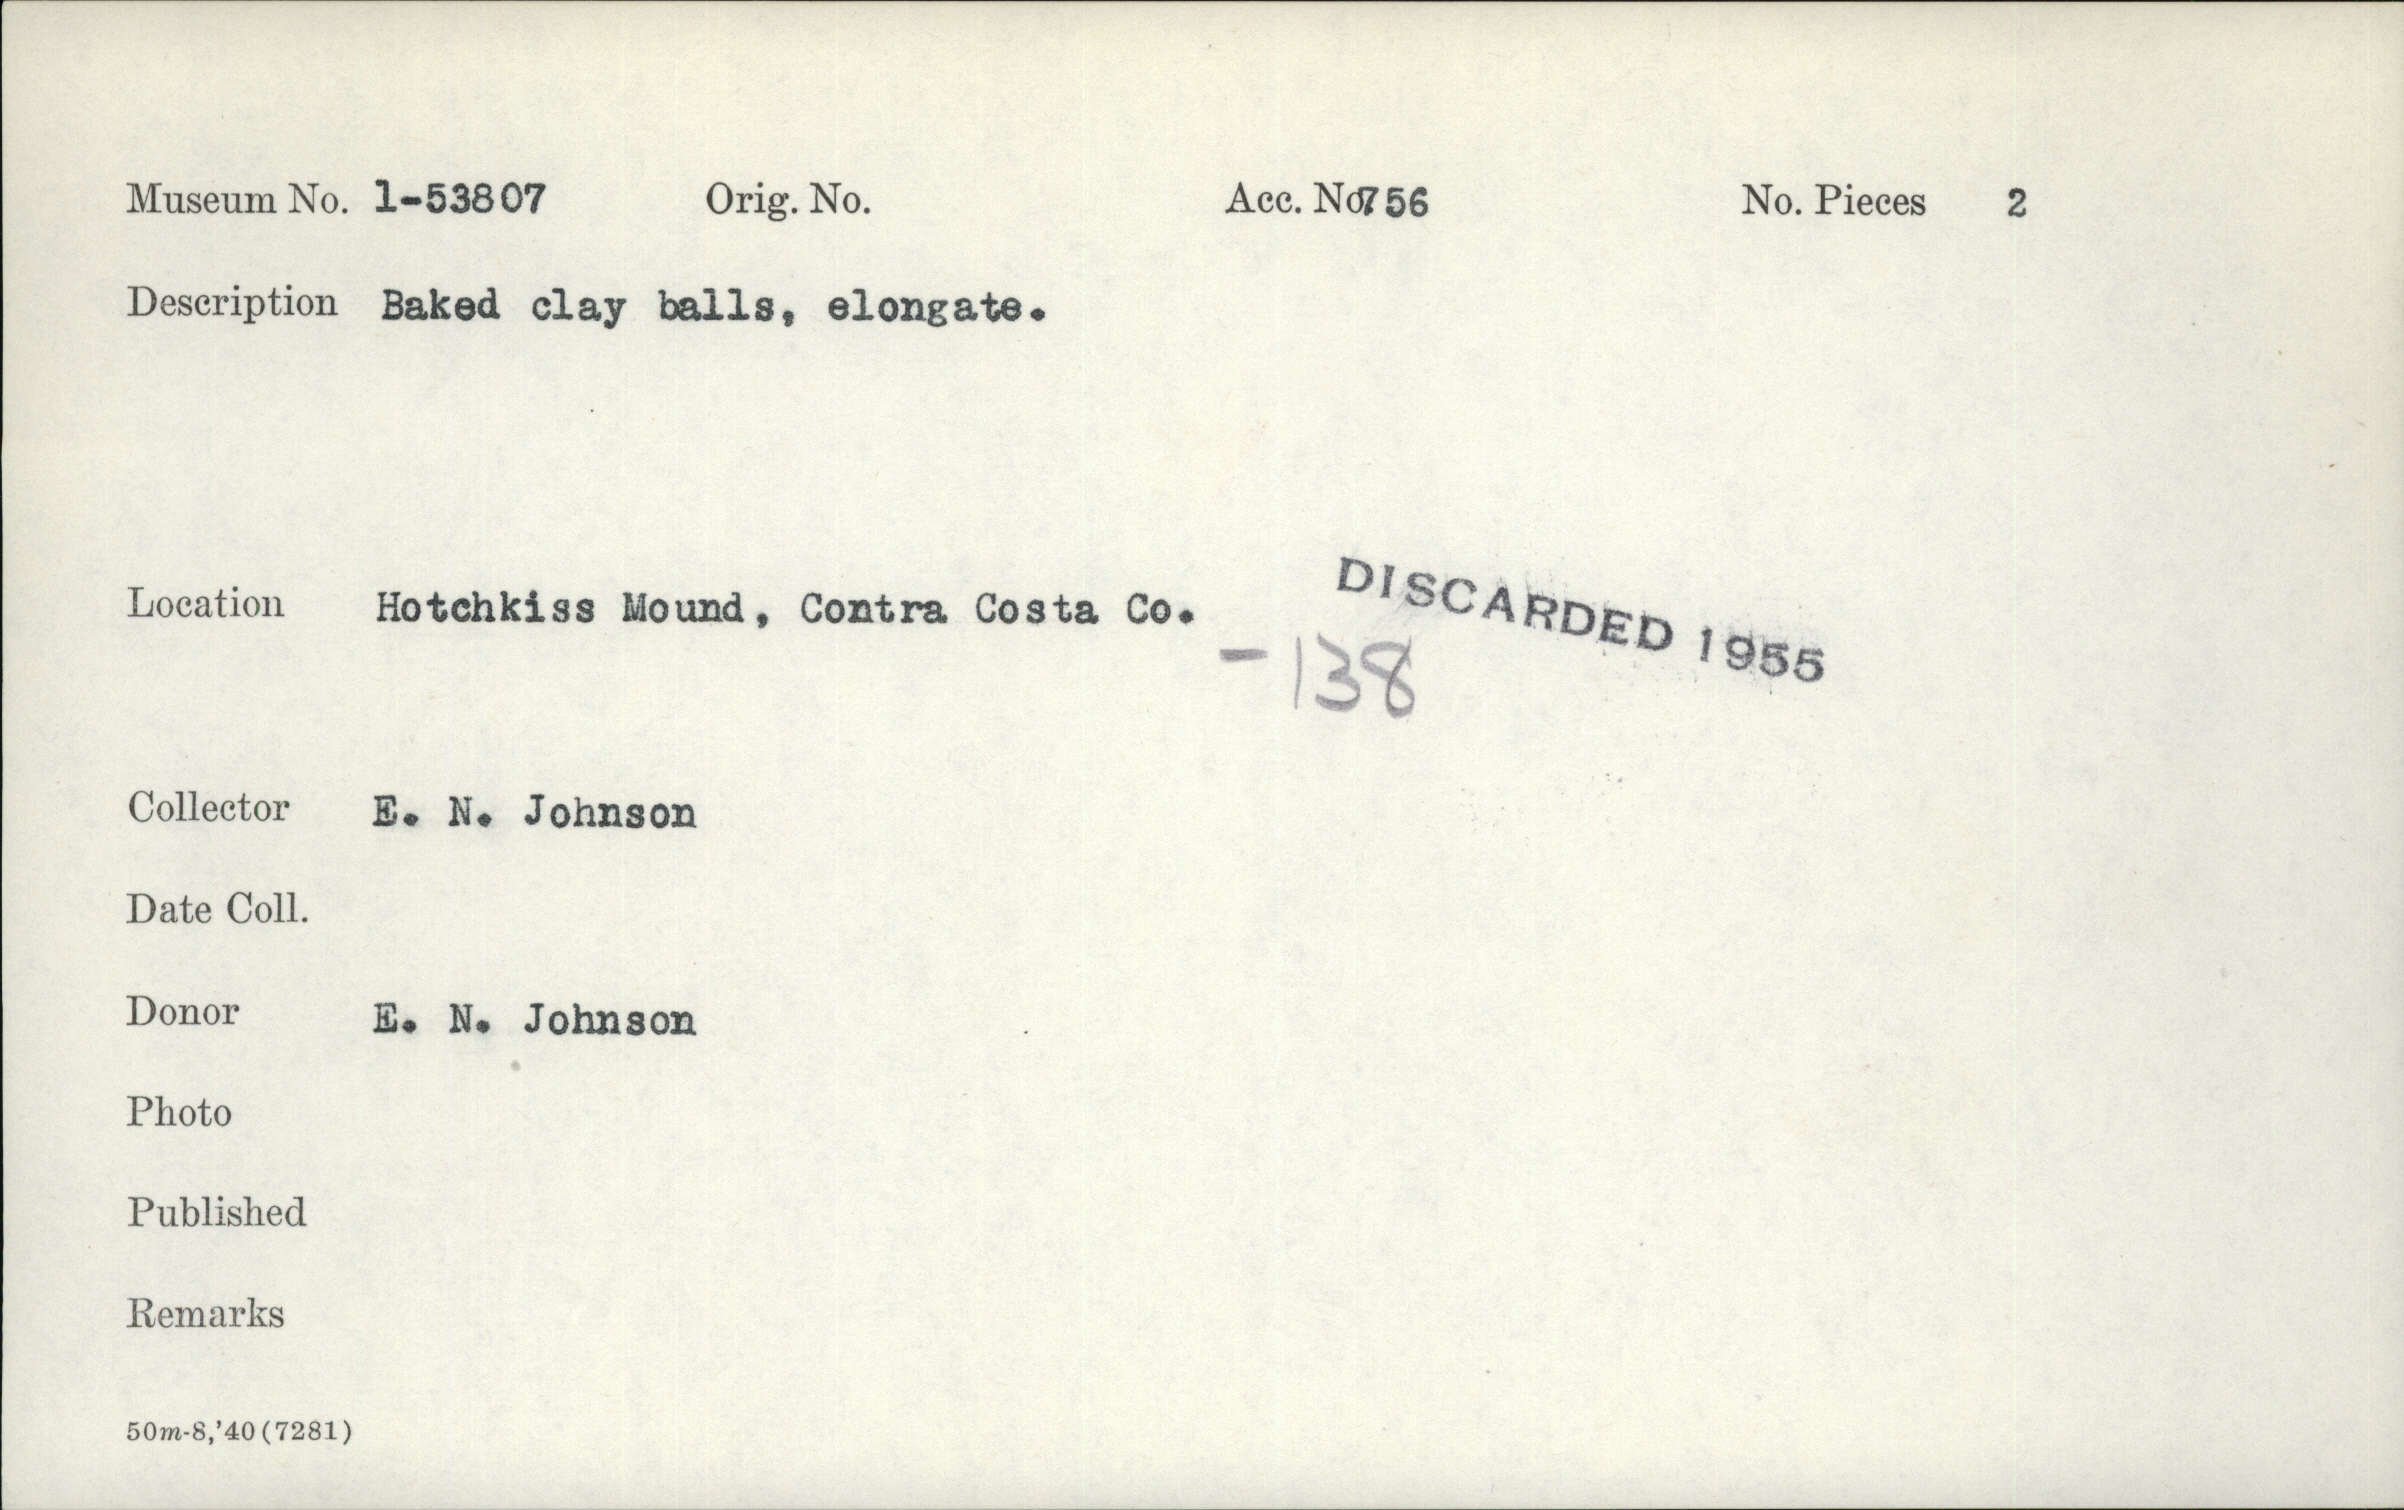 Museum No. 1-53807 Orig. No. Acc. No. 756 No. Pieces 2
Description Baked clay balls, elongate.
Location Hotchkiss Mound, Contra Costa Co.
DISCARDED 1955
-138
Collector E. N. Johnson
Date Coll.
Donor E. N. Johnson
Photo
Published
Remarks
50m-8,'40(7281)